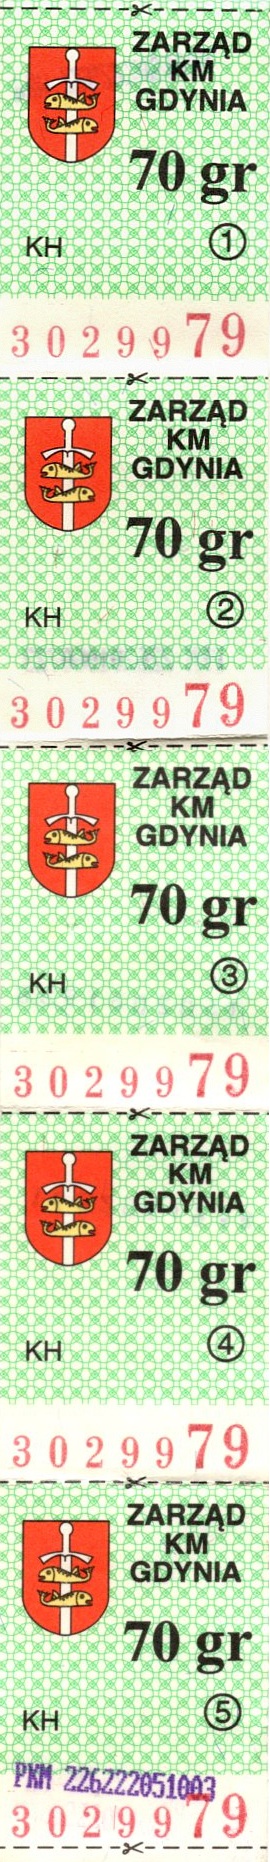 ZARZĄD
KM
GDYNIA
70 gr
KH ①
3029979
ZARZĄD
KM
GDYNIA
70 gr
KH ②
3029979
ZARZĄD
KM
GDYNIA
70 gr
KH ③
3029979
ZARZĄD
KM
GDYNIA
70 gr
KH ④
3029979
ZARZĄD
KM
GDYNIA
70 gr
KH ⑤
PKM 226222051003
3029979